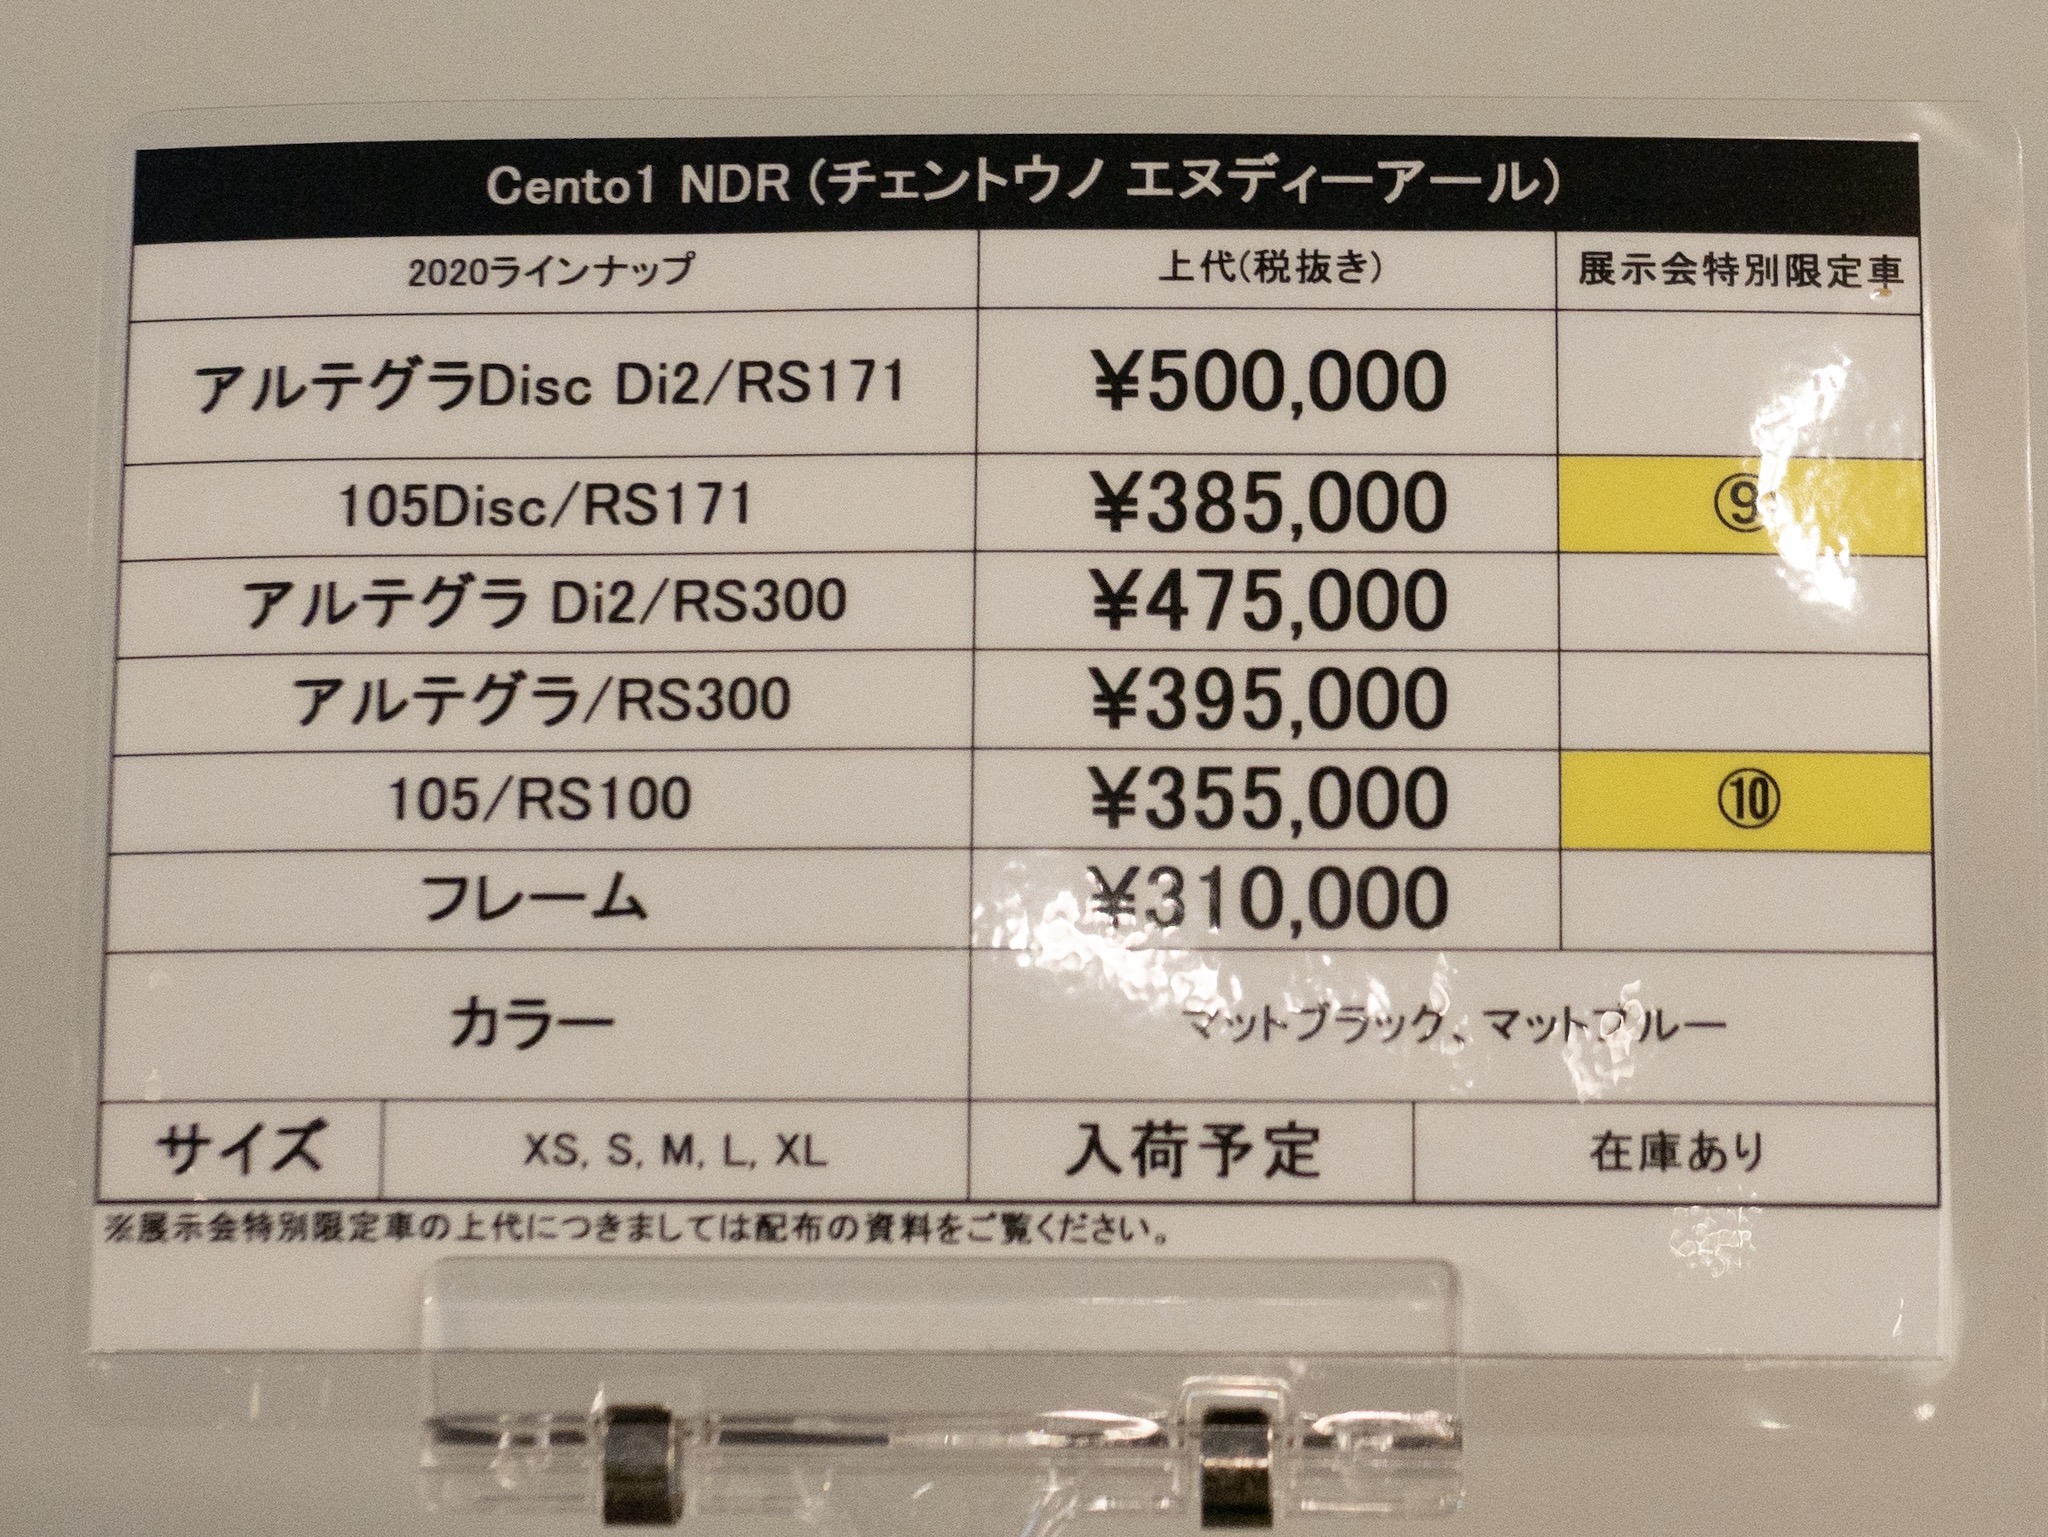 Cento1 NDR (チェントウノ エヌディーアール)
2020ラインナップ 上代(税抜き) 展示会特別限定車
アルテグラDisc Di2/RS171 ¥500,000
105Disc/RS171 ¥385,000 ⑨
アルテグラ Di2/RS300 ¥475,000
アルテグラ/RS300 ¥395,000
105/RS100 ¥355,000 ⑩
フレーム ¥310,000
カラー マットブラック、マットブルー
サイズ XS, S, M, L, XL 入荷予定 在庫あり
※展示会特別限定車の上代につきましては配布の資料をご覧ください。